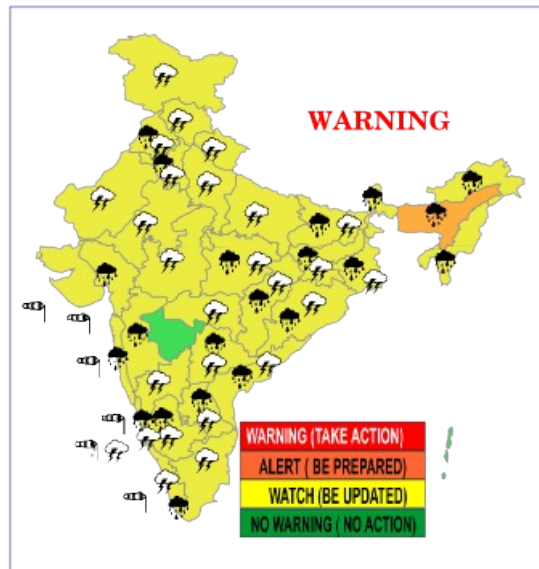 WARNING
WARNING (TAKE ACTION)
ALERT ( BE PREPARED)
WATCH (BE UPDATED)
NO WARNING ( NO ACTION)